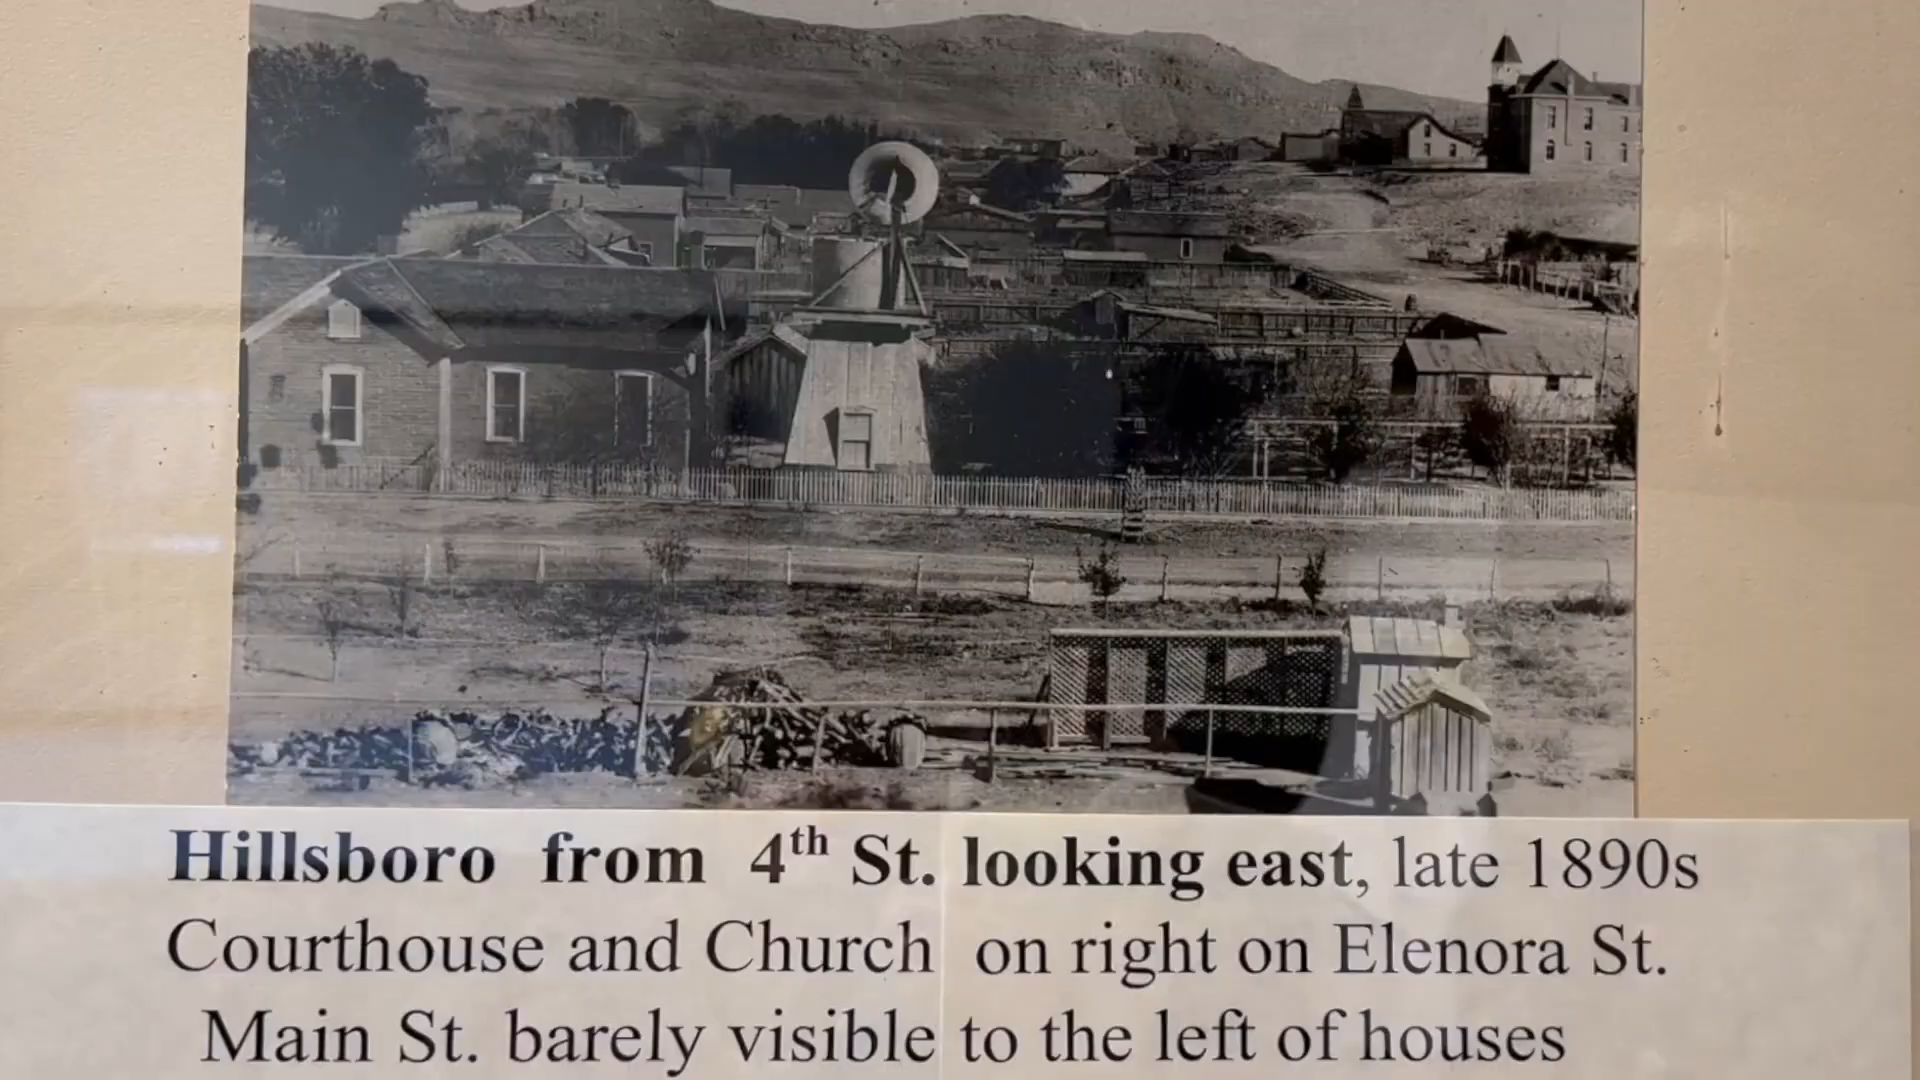 Hillsboro from 4th St. looking east, late 1890s
Courthouse and Church on right on Elenora St.
Main St. barely visible to the left of houses